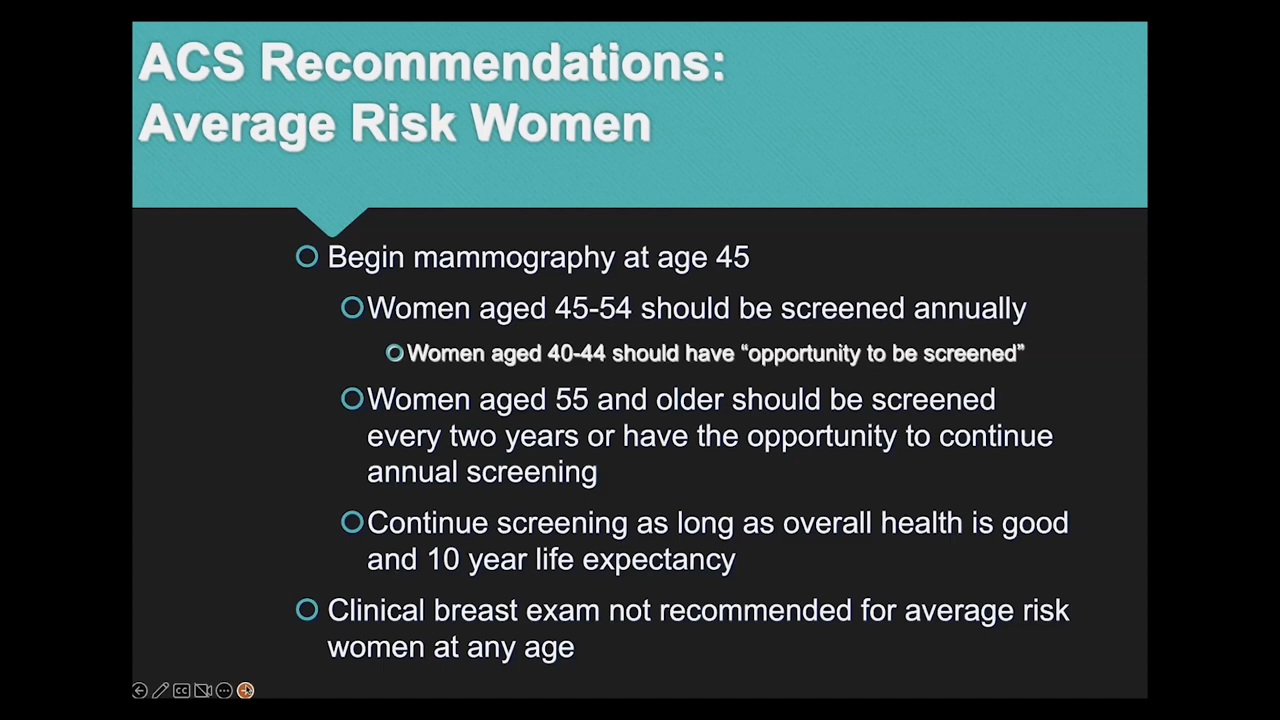 ACS Recommendations:
Average Risk Women
Begin mammography at age 45
Women aged 45-54 should be screened annually
Women aged 40-44 should have “opportunity to be screened”
Women aged 55 and older should be screened
every two years or have the opportunity to continue
annual screening
Continue screening as long as overall health is good
and 10 year life expectancy
Clinical breast exam not recommended for average risk
women at any age
CC